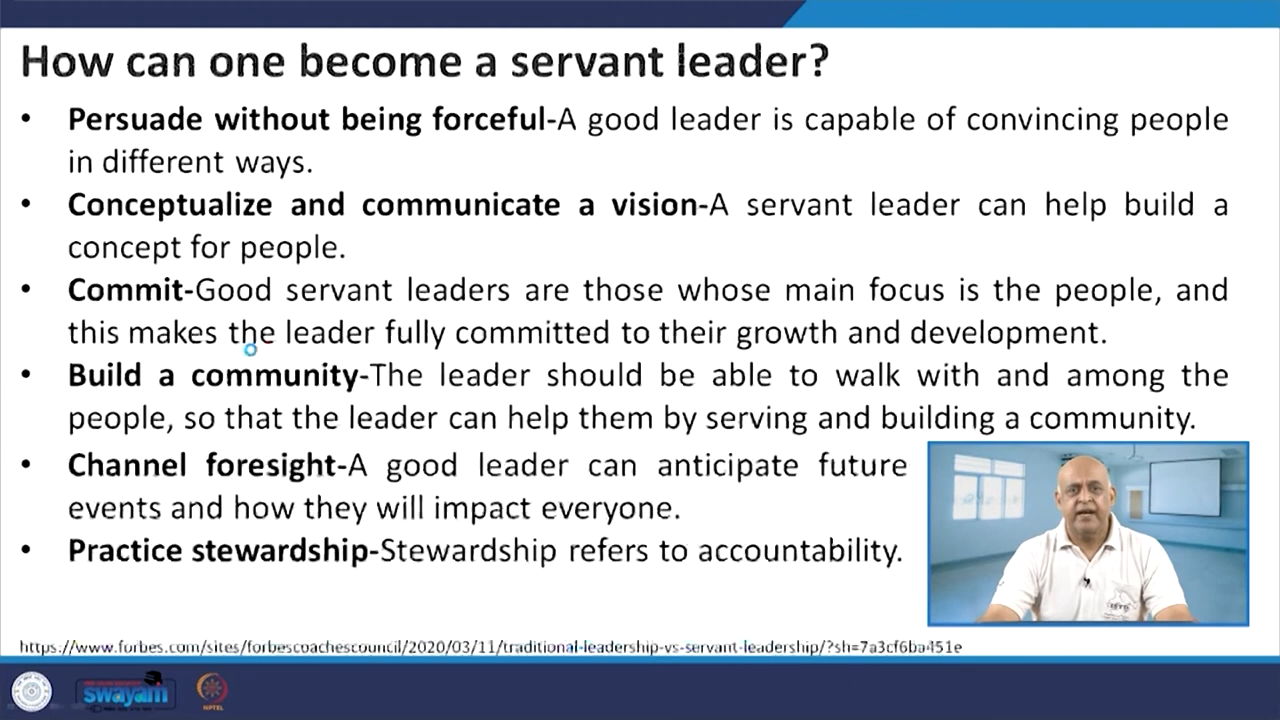 How can one become a servant leader?
• Persuade without being forceful-A good leader is capable of convincing people
in different ways.
• Conceptualize and communicate a vision-A servant leader can help build a
concept for people.
• Commit-Good servant leaders are those whose main focus is the people, and
this makes the leader fully committed to their growth and development.
• Build a community-The leader should be able to walk with and among the
people, so that the leader can help them by serving and building a community.
• Channel foresight-A good leader can anticipate future
events and how they will impact everyone.
• Practice stewardship-Stewardship refers to accountability.
https://www.forbes.com/sites/forbescoachescouncil/2020/03/11/traditional-leadership-vs-servant-leadership/?sh=7a3cf6ba451e
swayam
NPTEL